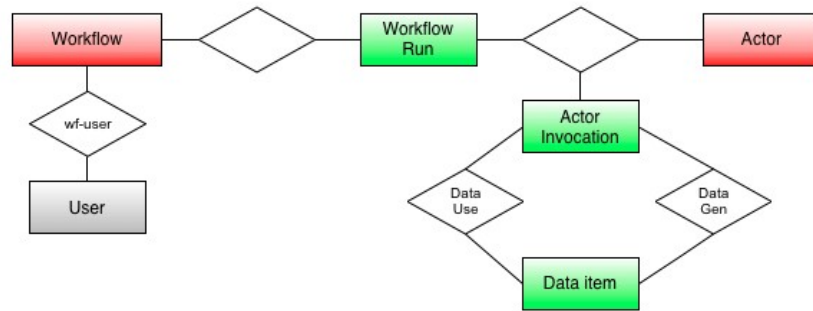 Workflow
Workflow
Run
Actor
wf-user
Actor
Invocation
User
Data
Use
Data
Gen
Data item